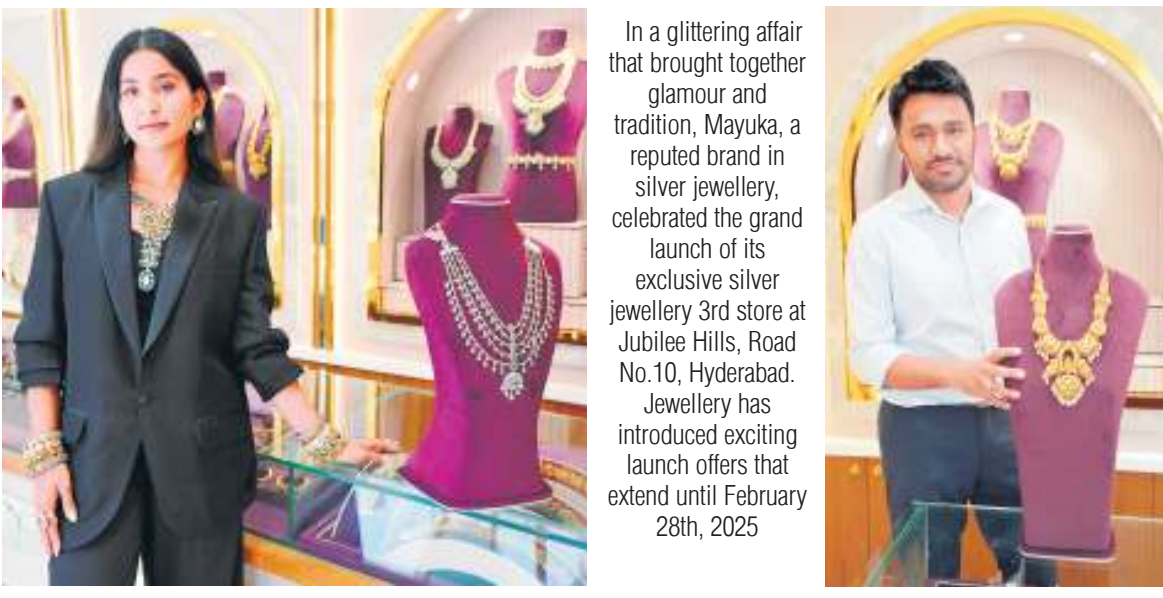 In a glittering affair
that brought together
glamour and
tradition, Mayuka, a
reputed brand in
silver jewellery,
celebrated the grand
launch of its
exclusive silver
jewellery 3rd store at
Jubilee Hills, Road
No.10, Hyderabad.
Jewellery has
introduced exciting
launch offers that
extend until February
28th, 2025